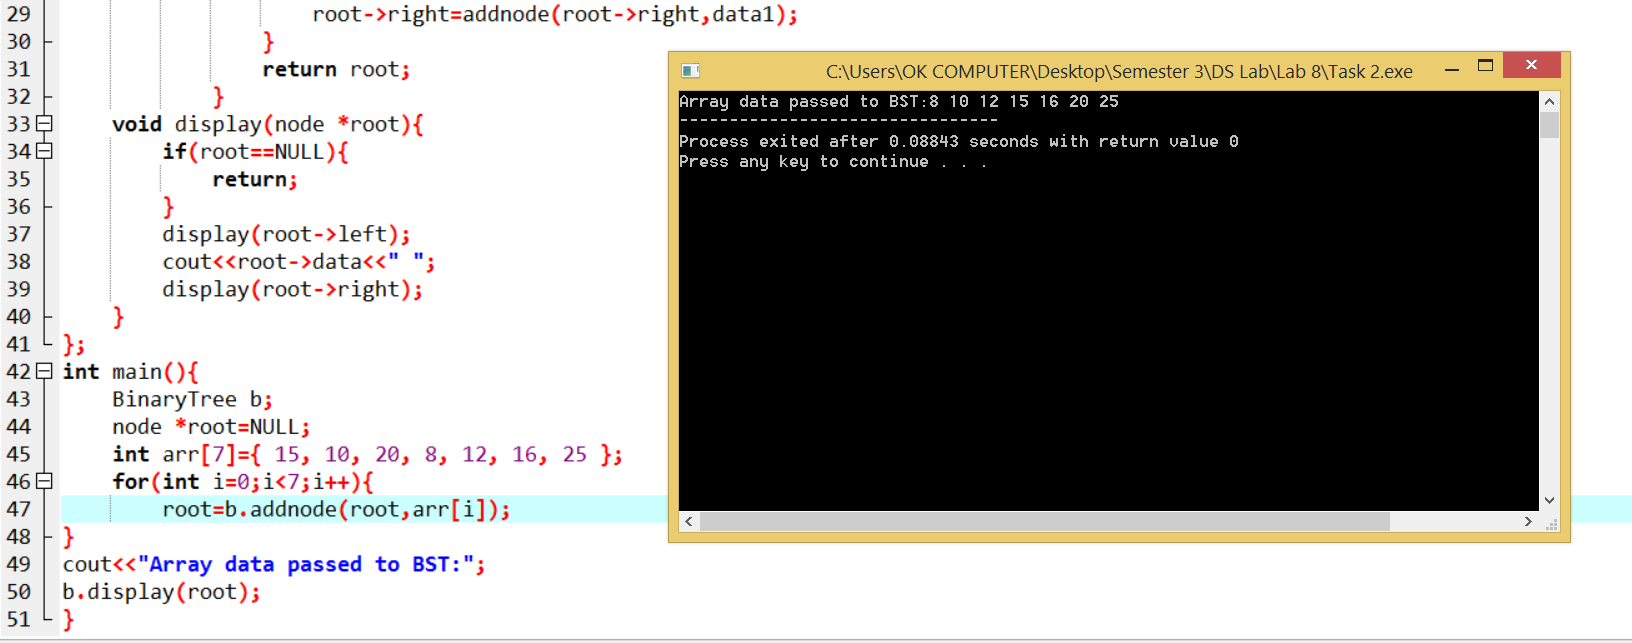 29 root->right=addnode(root->right,data1);
30 }
31 return root;
32 }
33 void display(node *root){
34 if(root==NULL){
35 return;
36 }
37 display(root->left);
38 cout<<root->data<<" ";
39 display(root->right);
40 }
41 };
42 int main(){
43 BinaryTree b;
44 node *root=NULL;
45 int arr[7]={ 15, 10, 20, 8, 12, 16, 25 };
46 for(int i=0;i<7;i++){
47 root=b.addnode(root,arr[i]);
48 }
49 cout<<"Array data passed to BST:";
50 b.display(root);
51 }
C:\Users\OK COMPUTER\Desktop\Semester 3\DS Lab\Lab 8\Task 2.exe
Array data passed to BST:8 10 12 15 16 20 25
--------------------------------
Process exited after 0.08843 seconds with return value 0
Press any key to continue . . .